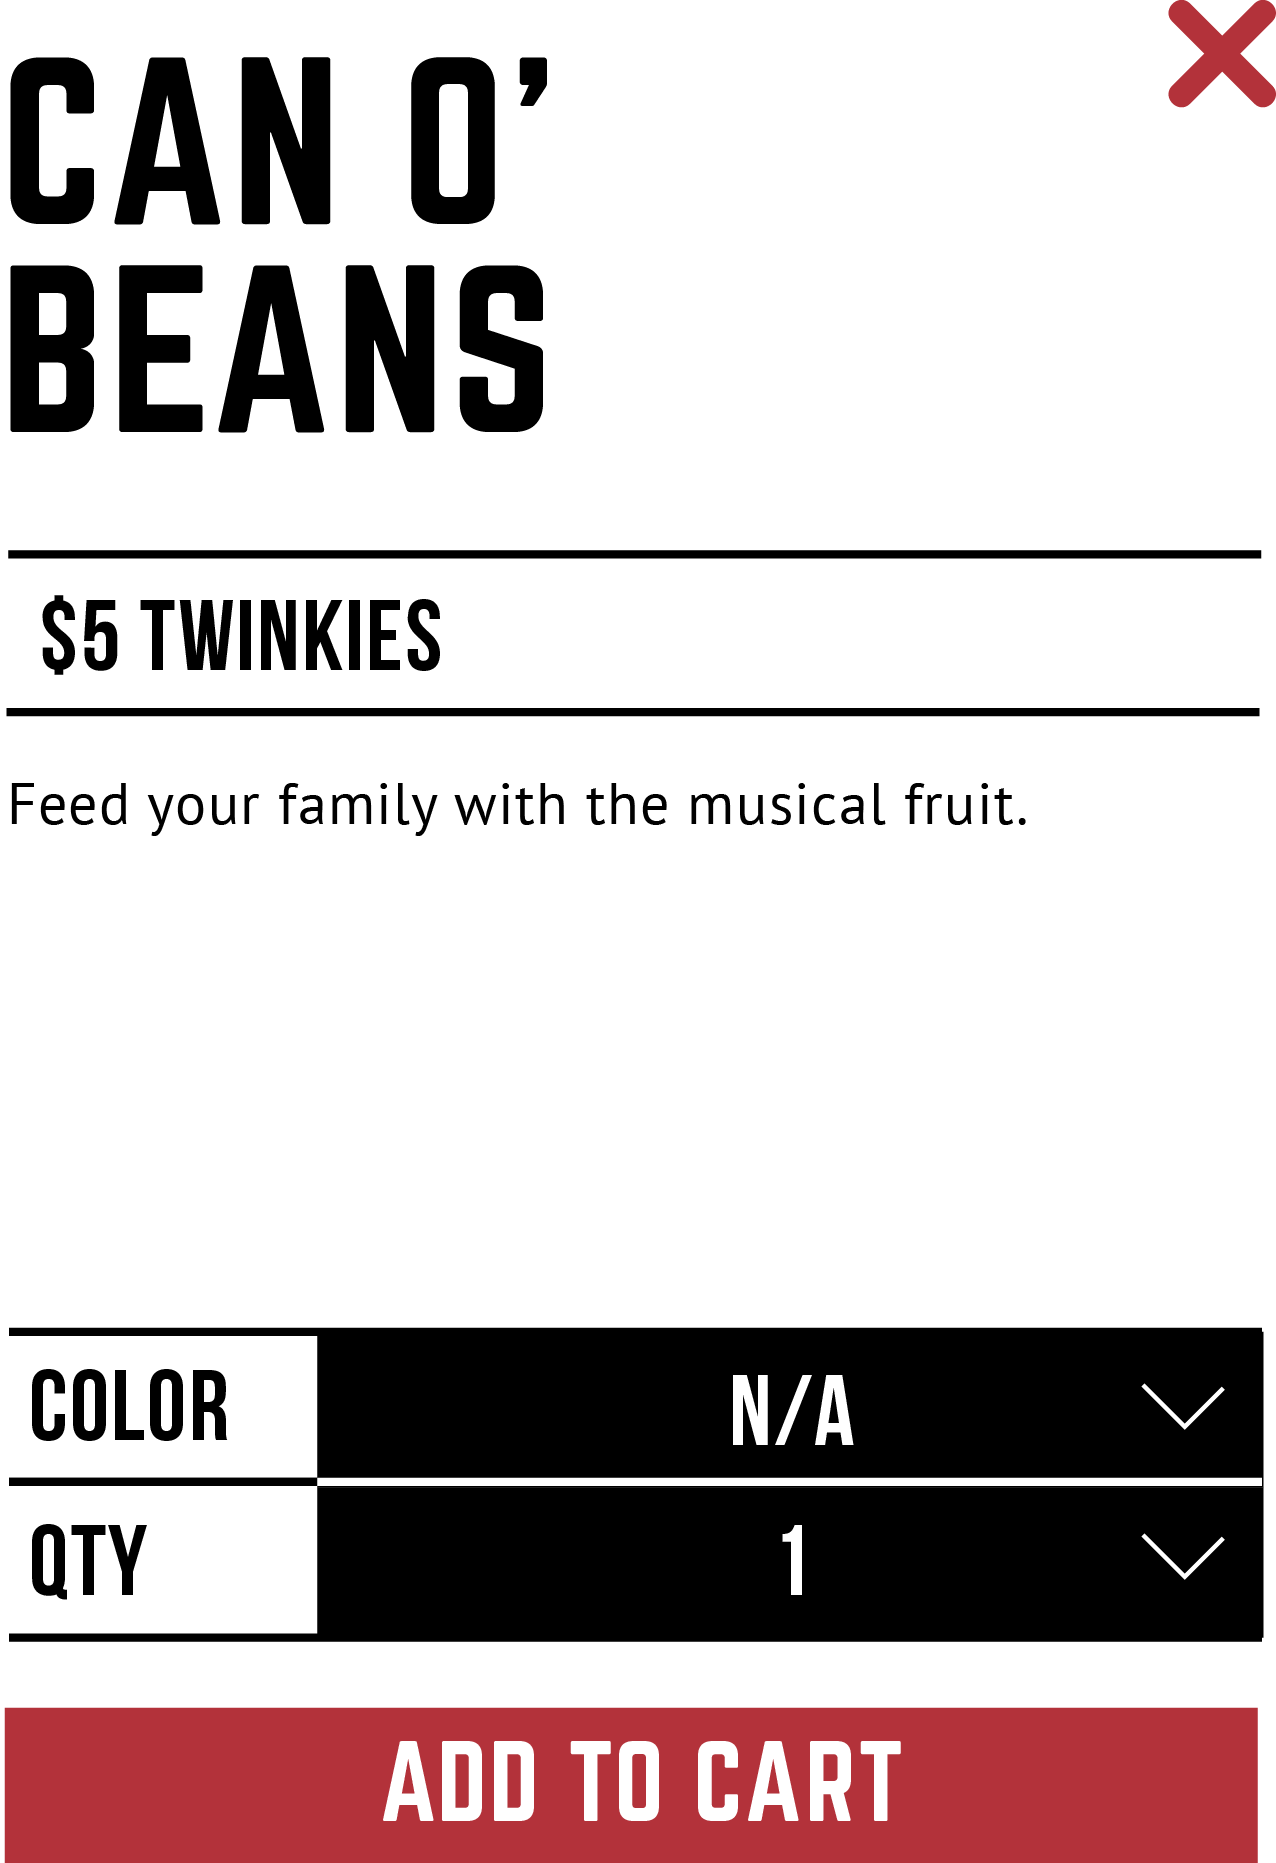 CAN O’
BEANS
$5 TWINKIES
Feed your family with the musical fruit.
COLOR N/A
QTY 1
ADD TO CART